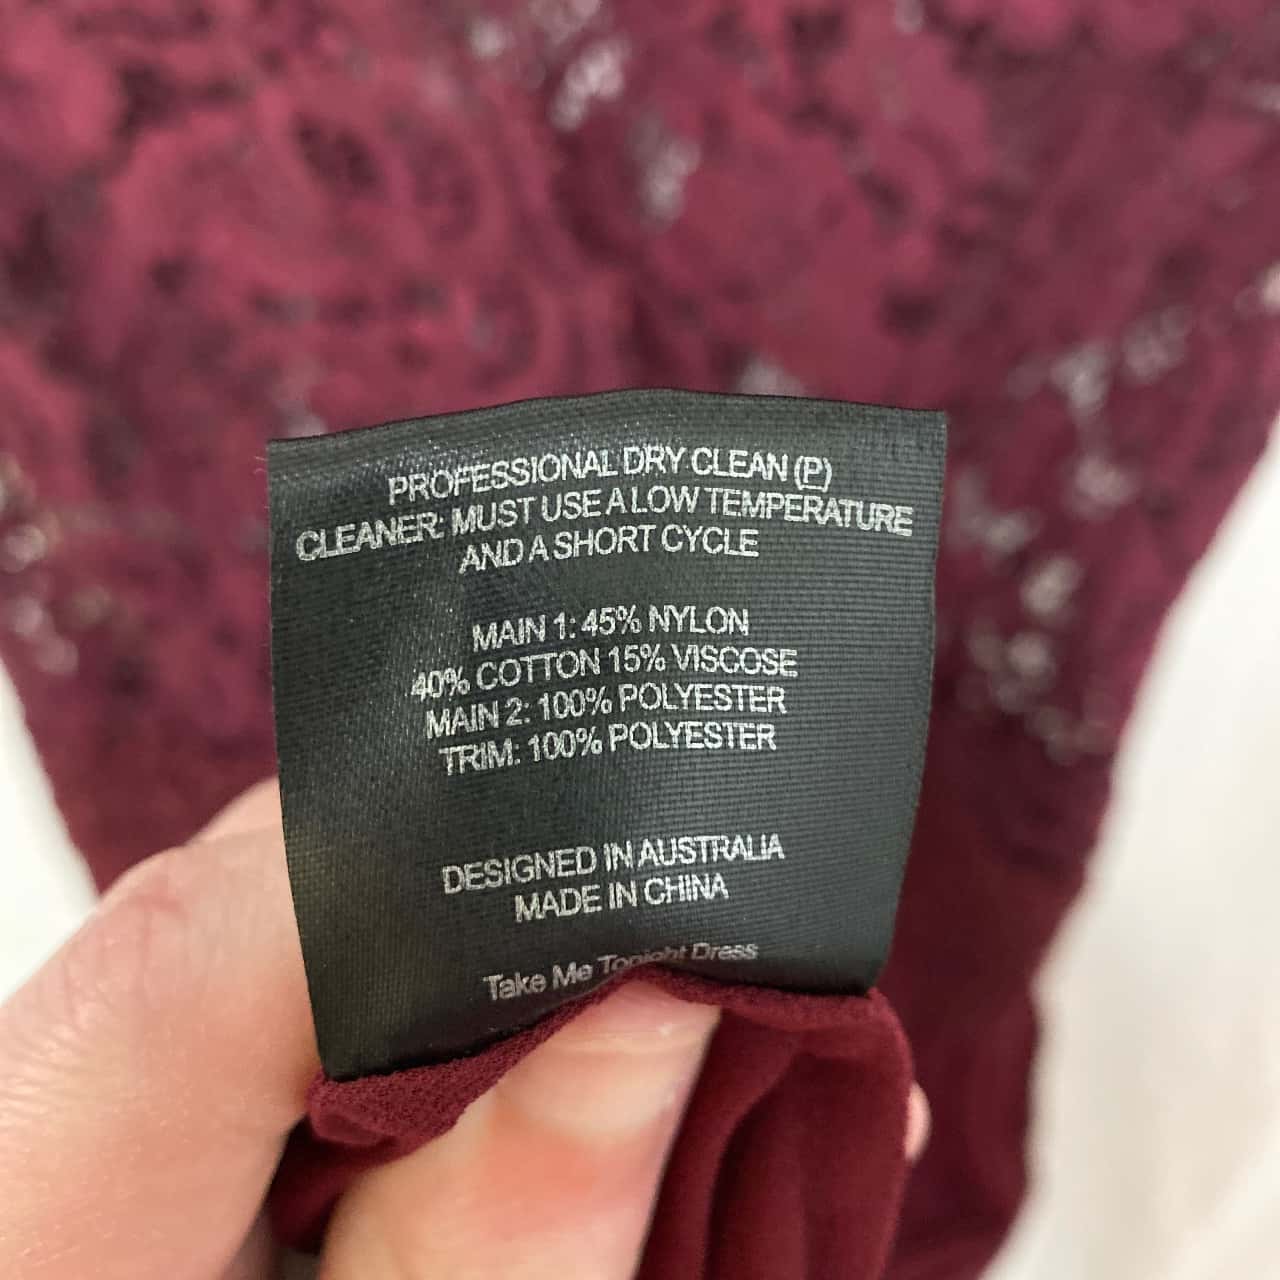 PROFESSIONAL DRY CLEAN (P)
CLEANER: MUST USE A LOW TEMPERATURE
AND A SHORT CYCLE
MAIN 1: 45% NYLON
40% COTTON 15% VISCOSE
MAIN 2: 100% POLYESTER
TRIM: 100% POLYESTER
DESIGNED IN AUSTRALIA
MADE IN CHINA
Take Me Tonight Dress